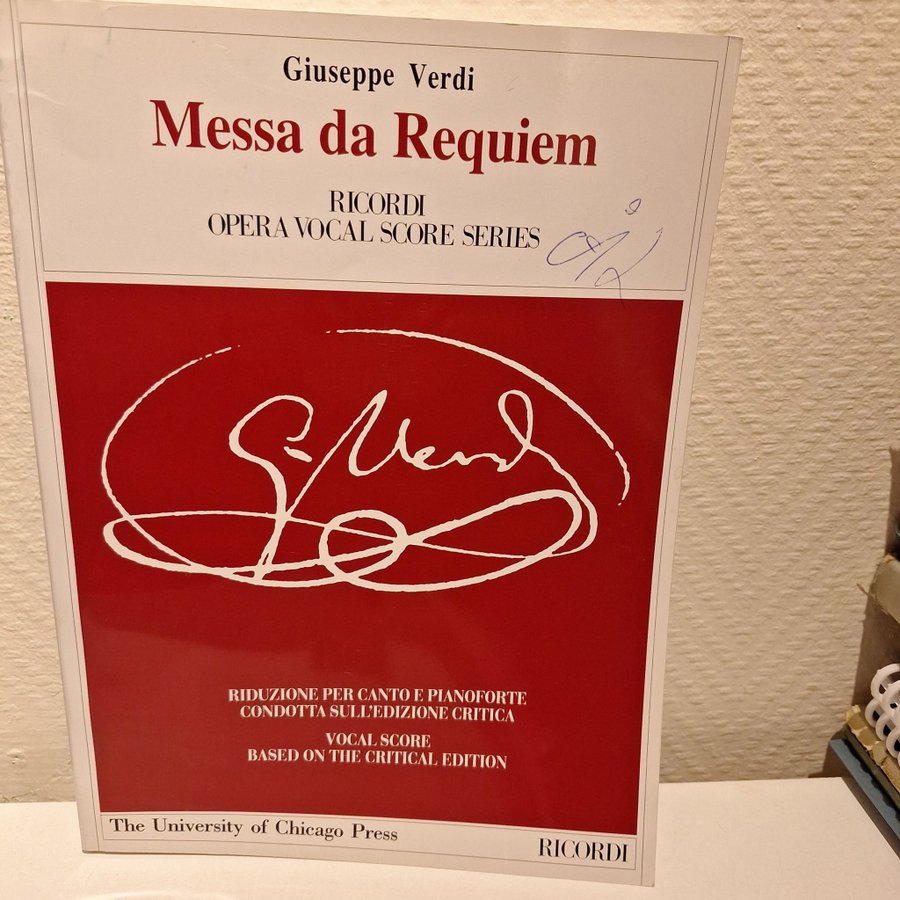 Giuseppe Verdi
Messa da Requiem
RICORDI
OPERA VOCAL SCORE SERIES
G. Verdi
RIDUZIONE PER CANTO E PIANOFORTE
CONDOTTA SULL'EDIZIONE CRITICA
VOCAL SCORE
BASED ON THE CRITICAL EDITION
The University of Chicago Press
RICORDI